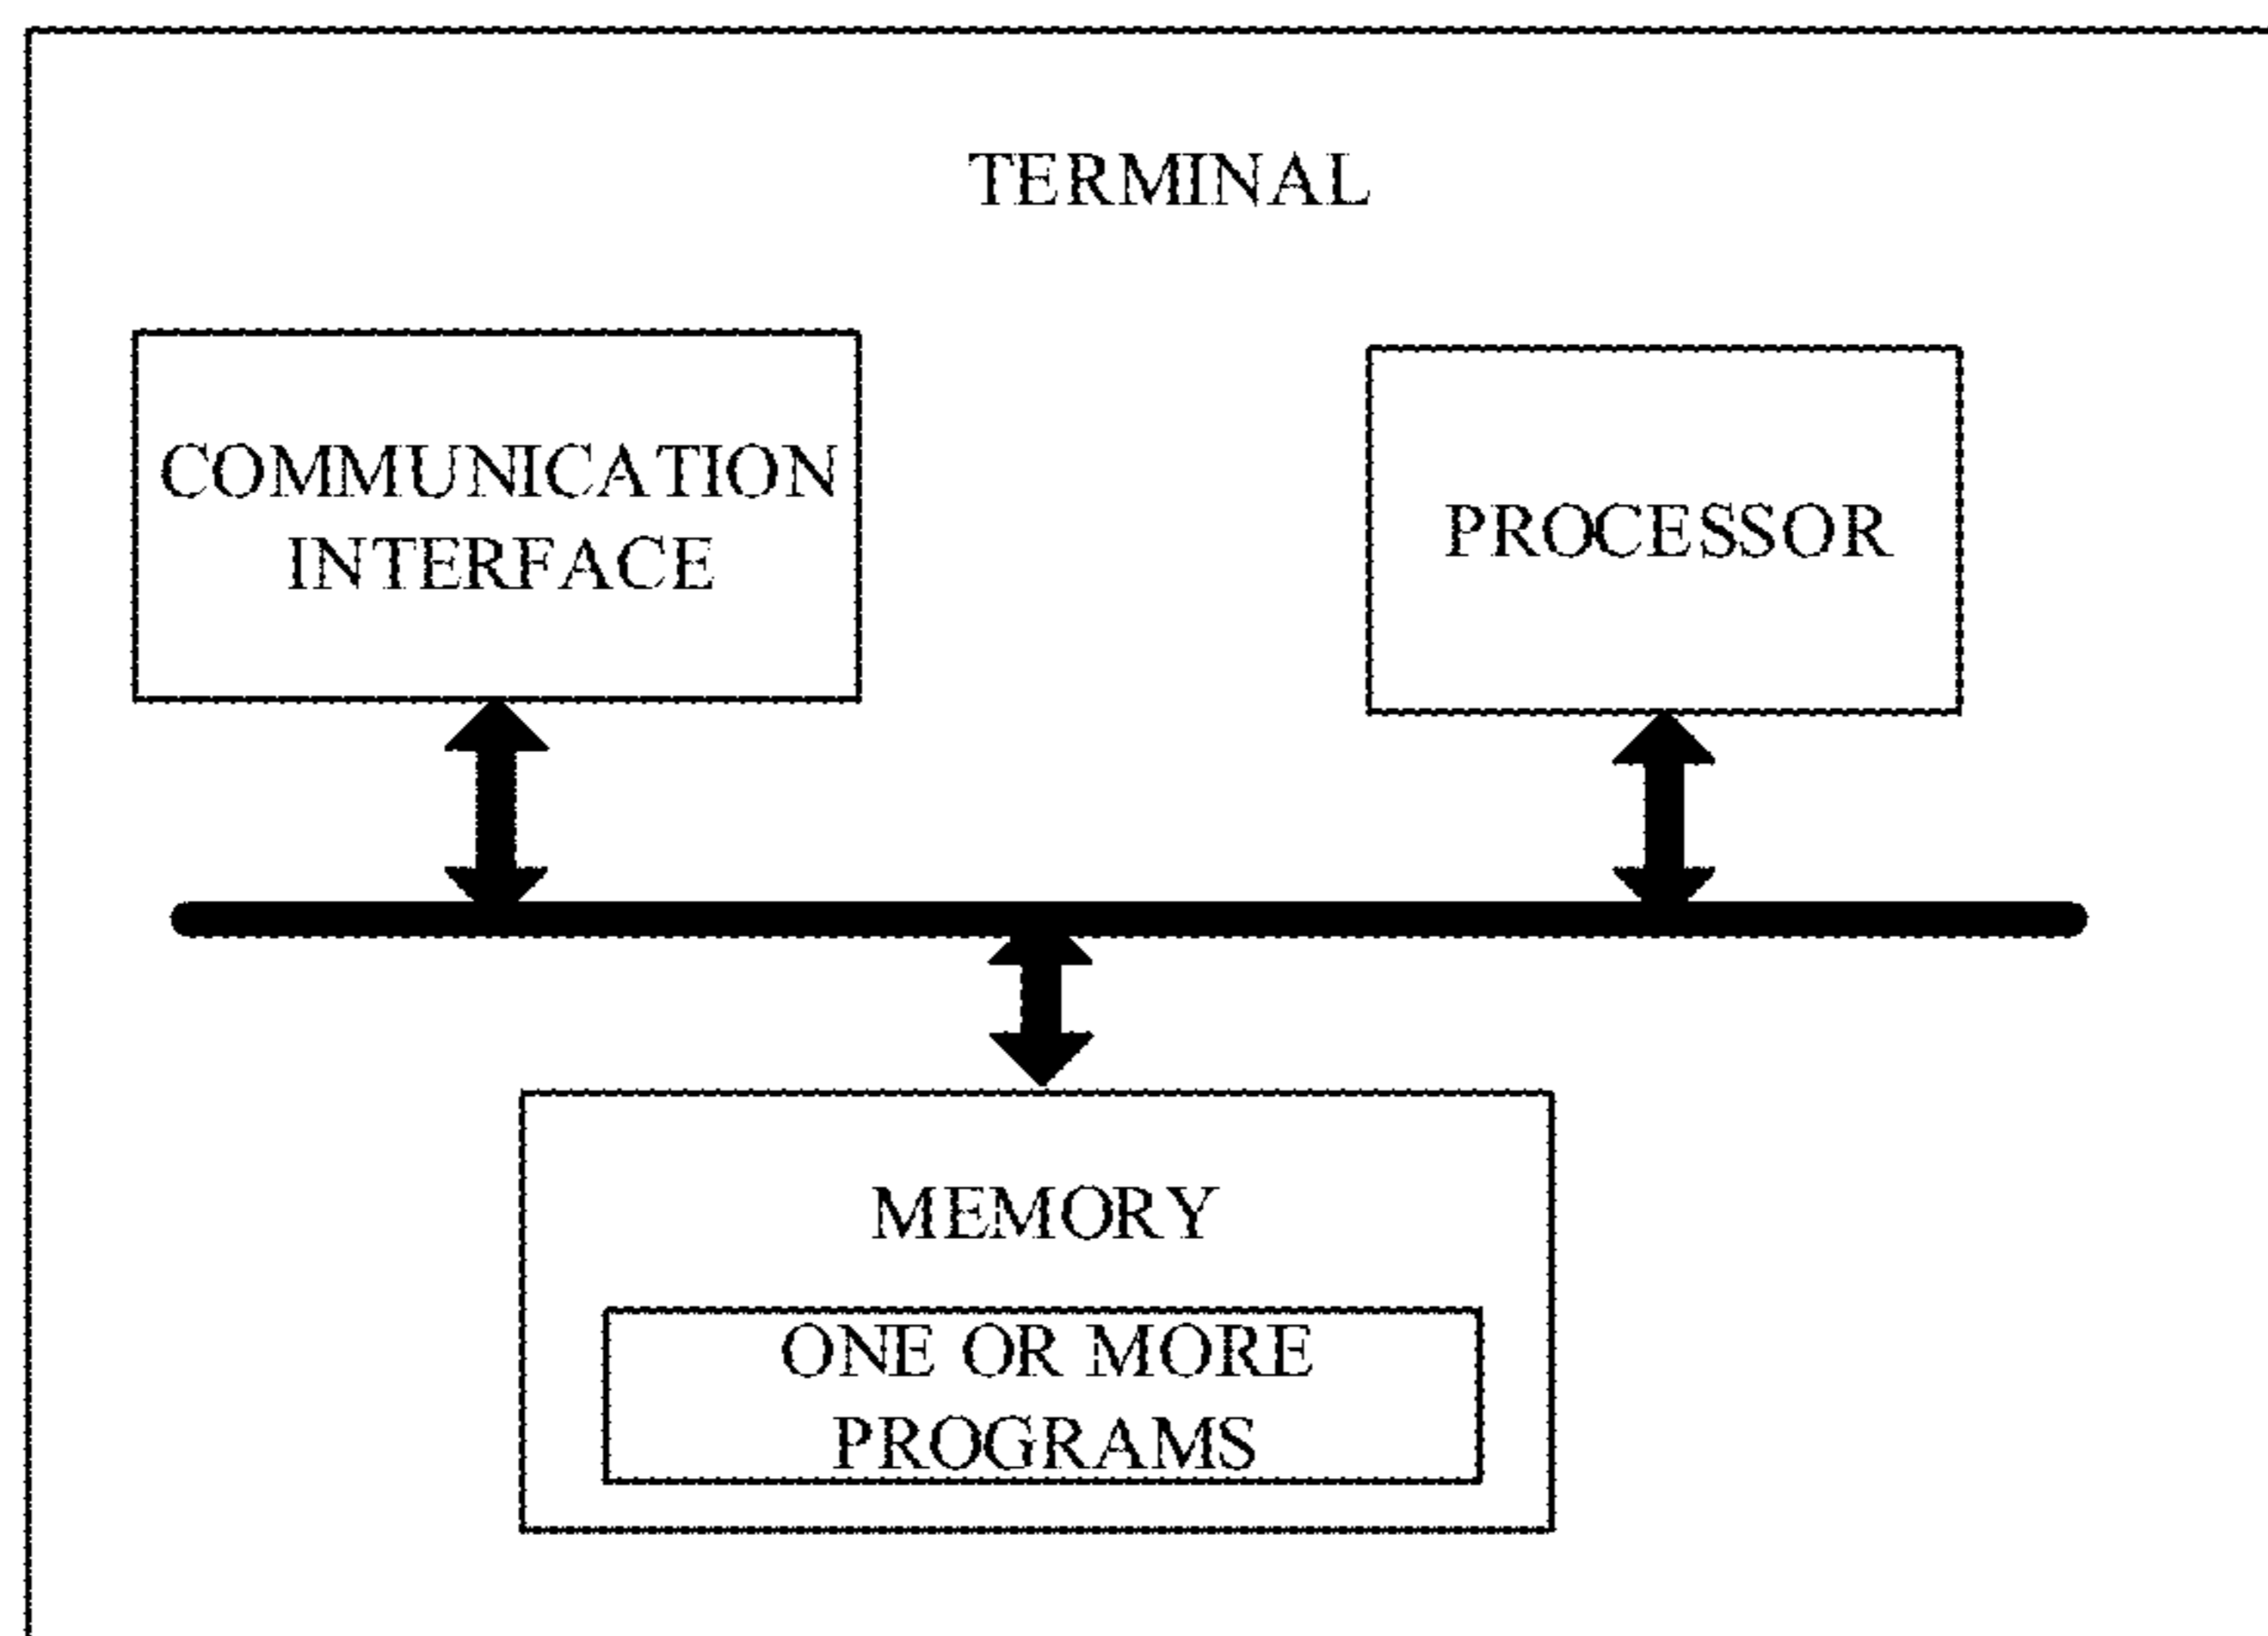 TERMINAL
COMMUNICATION
INTERFACE
PROCESSOR
MEMORY
ONE OR MORE
PROGRAMS